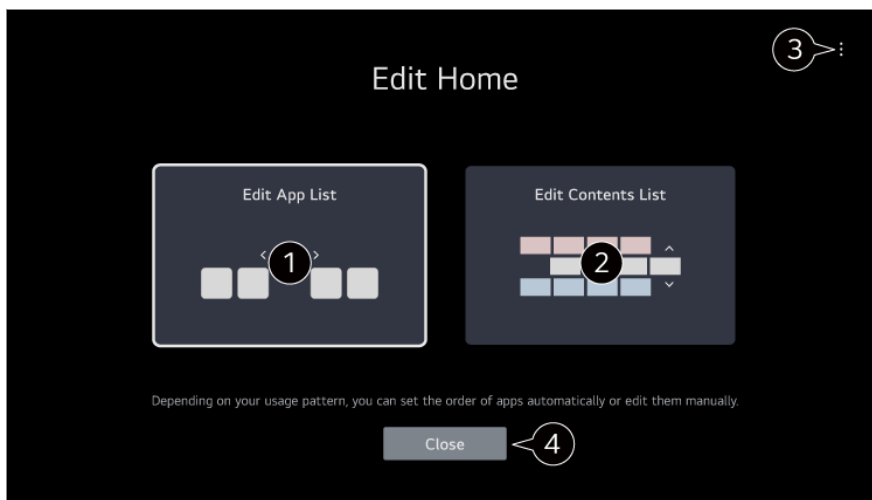 3
Edit Home
Edit App List
Edit Contents List
1
2
Depending on your usage pattern, you can set the order of apps automatically or edit them manually.
Close
4